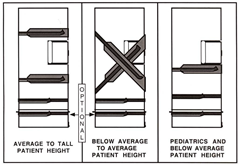 OPTIONAL
AVERAGE TO TALL
PATIENT HEIGHT
BELOW AVERAGE
TO AVERAGE
PATIENT HEIGHT
PEDIATRICS AND
BELOW AVERAGE
PATIENT HEIGHT